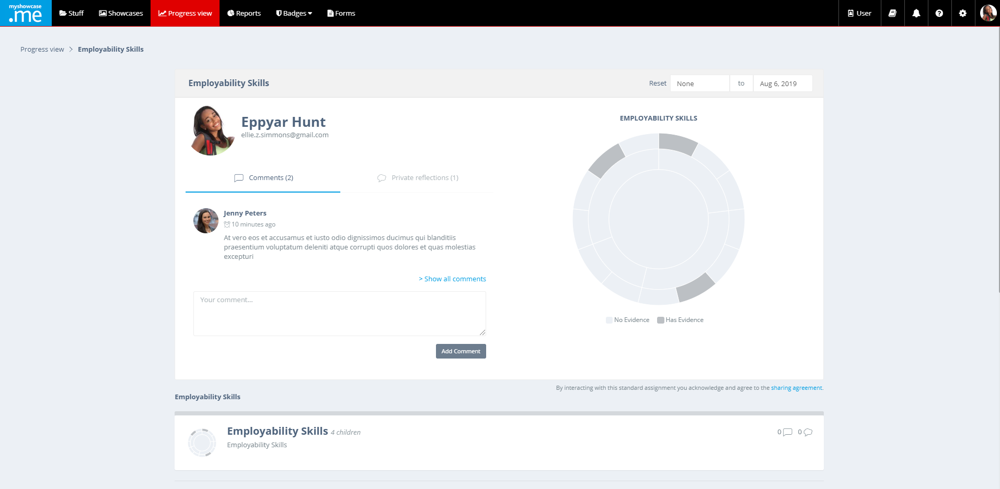 myshowcase
.me
Stuff
Showcases
Progress view
Reports
Badges
Forms
User
Progress view > Employability Skills
Employability Skills
Reset
None
to
Aug 6, 2019
Eppyar Hunt
ellie.z.simmons@gmail.com
Comments (2)
Private reflections (1)
Jenny Peters
10 minutes ago
At vero eos et accusamus et iusto odio dignissimos ducimus qui blanditiis
praesentium voluptatum deleniti atque corrupti quos dolores et quas molestias
excepturi
> Show all comments
Your comment...
Add Comment
EMPLOYABILITY SKILLS
No Evidence
Has Evidence
By interacting with this standard assignment you acknowledge and agree to the sharing agreement.
Employability Skills
Employability Skills 4 children
Employability Skills
0
0